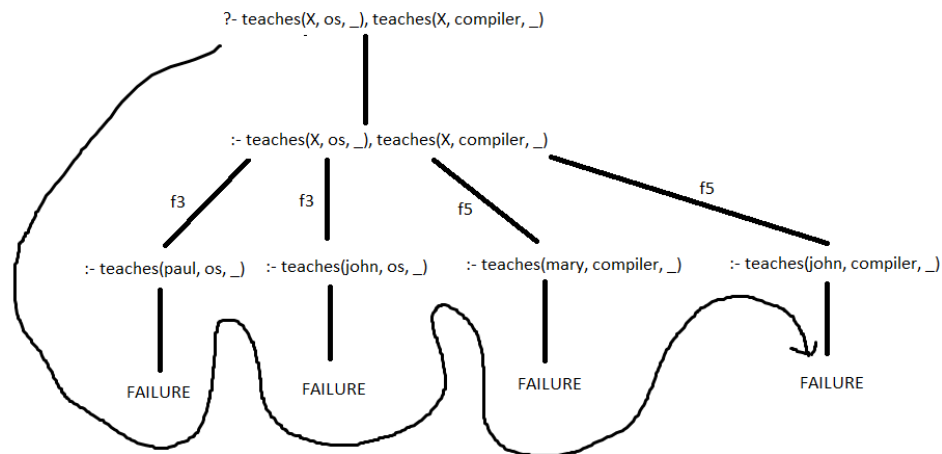 ?- teaches(X, os, _), teaches(X, compiler, _)
:- teaches(X, os, _), teaches(X, compiler, _)
f3
f3
f5
f5
:- teaches(paul, os, _)
:- teaches(john, os, _)
:- teaches(mary, compiler, _)
:- teaches(john, compiler, _)
FAILURE
FAILURE
FAILURE
FAILURE